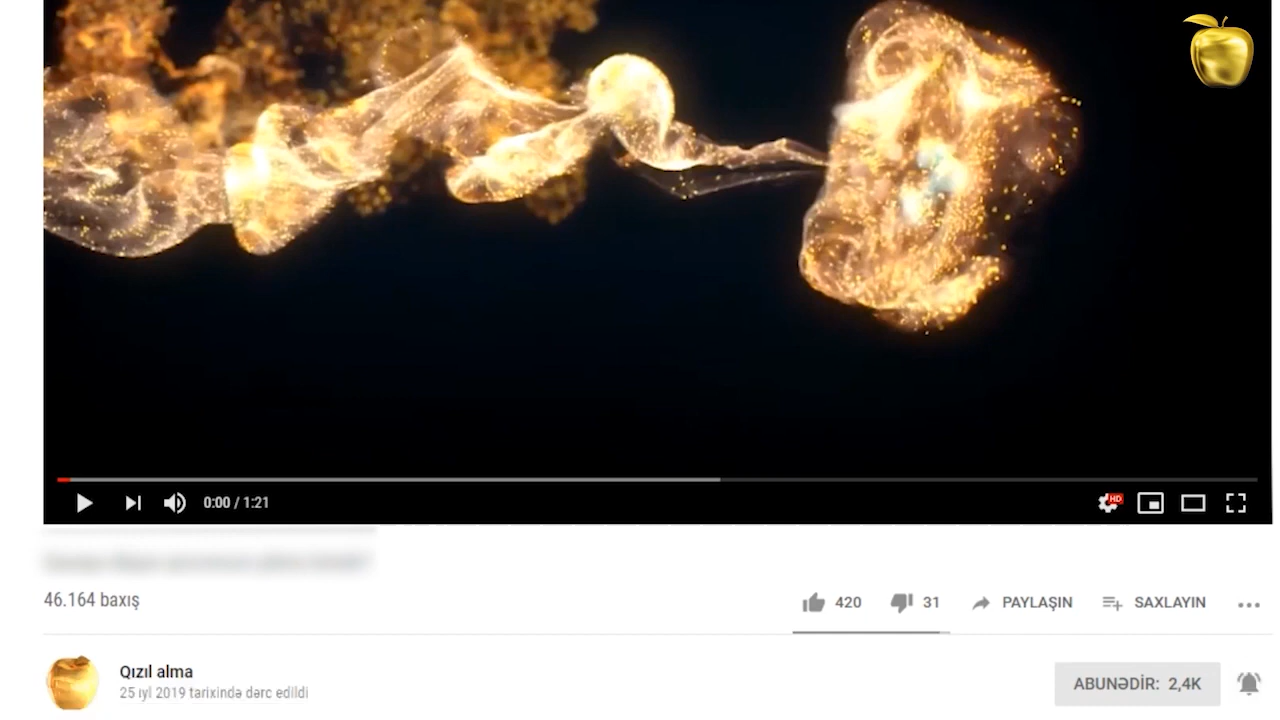 0:00 / 1:21
HD
46.164 baxış
420
31
PAYLAŞIN
SAXLAYIN
Qızıl alma
25 iyl 2019 tarixində dərc edildi
ABUNƏDİR: 2,4K